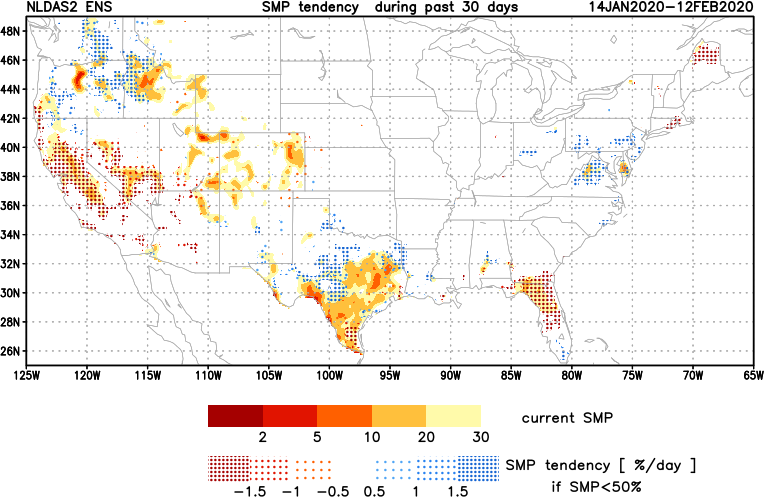 NLDAS2 ENS SMP tendency during past 30 days 14JAN2020−12FEB2020
48N
46N
44N
42N
40N
38N
36N
34N
32N
30N
28N
26N
125W 120W 115W 110W 105W 100W 95W 90W 85W 80W 75W 70W 65W
current SMP
2 5 10 20 30
SMP tendency [ %/day ]
−1.5 −1 −0.5 0.5 1 1.5
if SMP<50%